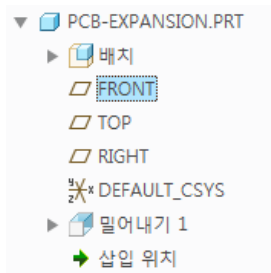 PCB-EXPANSION.PRT
배치
FRONT
TOP
RIGHT
DEFAULT_CSYS
밀어내기 1
삽입 위치